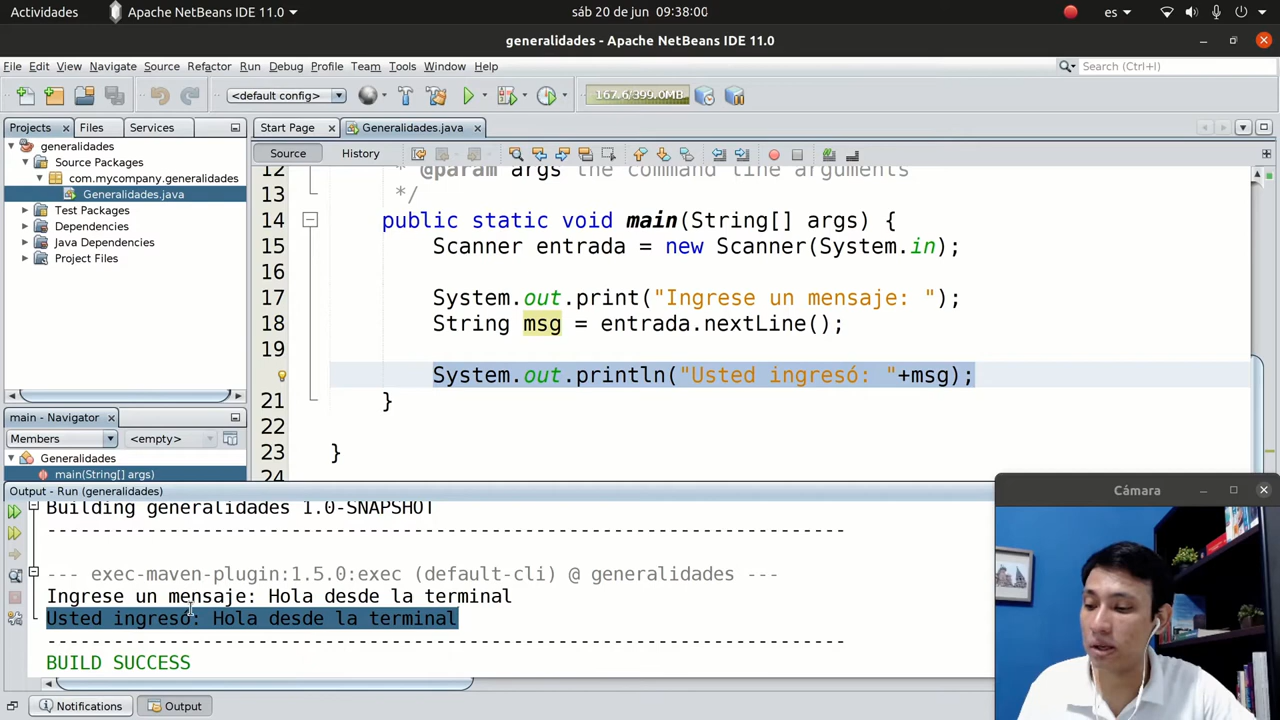 Actividades Apache NetBeans IDE 11.0 sáb 20 de jun 09:38:00 es
generalidades - Apache NetBeans IDE 11.0
File Edit View Navigate Source Refactor Run Debug Profile Team Tools Window Help Search (Ctrl+I)
<default config> 167.6/399.0MB
Projects Files Services Start Page Generalidades.java
generalidades
Source Packages
com.mycompany.generalidades
Generalidades.java
Test Packages
Dependencies
Java Dependencies
Project Files
Source History
12 * @param args the command line arguments
13 */
14 public static void main(String[] args) {
15 Scanner entrada = new Scanner(System.in);
16
17 System.out.print("Ingrese un mensaje: ");
18 String msg = entrada.nextLine();
19
System.out.println("Usted ingresó: "+msg);
21 }
22
23 }
24
main - Navigator
Members <empty>
Generalidades
main(String[] args)
Output - Run (generalidades)
Building generalidades 1.0-SNAPSHOT
------------------------------------------------------------------------
--- exec-maven-plugin:1.5.0:exec (default-cli) @ generalidades ---
Ingrese un mensaje: Hola desde la terminal
Usted ingresó: Hola desde la terminal
------------------------------------------------------------------------
BUILD SUCCESS
Notifications Output
Cámara